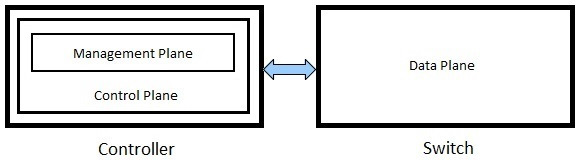 Management Plane
Control Plane
Data Plane
Controller
Switch